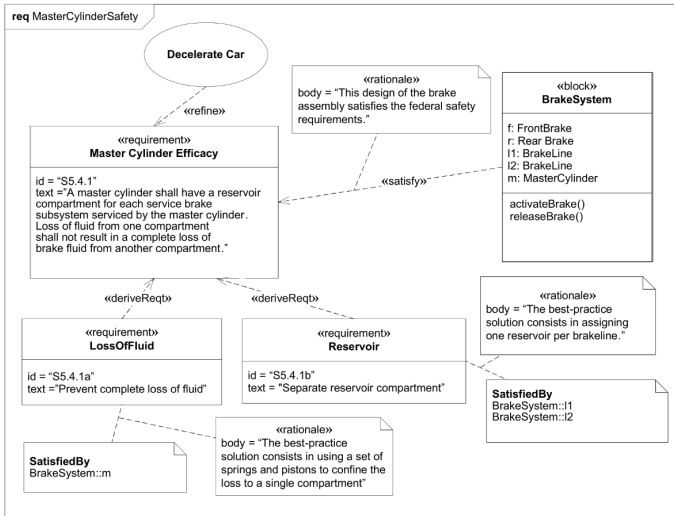 req MasterCylinderSafety
Decelerate Car
«refine»
«rationale»
body = “This design of the brake
assembly satisfies the federal safety
requirements.”
«block»
BrakeSystem
f: FrontBrake
r: Rear Brake
l1: BrakeLine
l2: BrakeLine
m: MasterCylinder
activateBrake()
releaseBrake()
«requirement»
Master Cylinder Efficacy
id = “S5.4.1”
text =”A master cylinder shall have a reservoir
compartment for each service brake
subsystem serviced by the master cylinder.
Loss of fluid from one compartment
shall not result in a complete loss of
brake fluid from another compartment.”
«satisfy»
«deriveReqt»
«deriveReqt»
«requirement»
LossOfFluid
id = “S5.4.1a”
text =”Prevent complete loss of fluid”
«requirement»
Reservoir
id = “S5.4.1b”
text = "Separate reservoir compartment”
«rationale»
body = “The best-practice
solution consists in assigning
one reservoir per brakeline.”
SatisfiedBy
BrakeSystem::l1
BrakeSystem::l2
SatisfiedBy
BrakeSystem::m
«rationale»
body = “The best-practice
solution consists in using a set of
springs and pistons to confine the
loss to a single compartment”